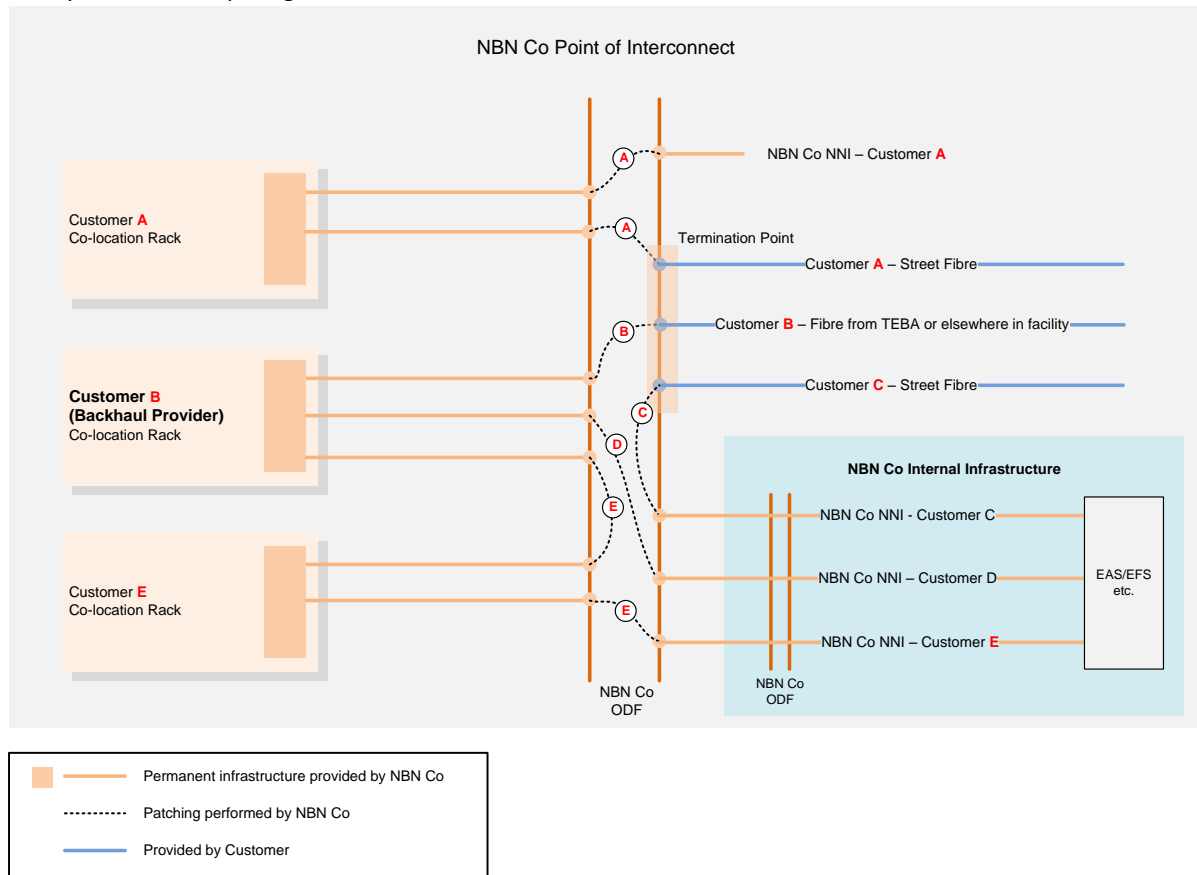 NBN Co Point of Interconnect
A
NBN Co NNI – Customer A
Customer A
Co-location Rack
A
Termination Point
Customer A – Street Fibre
B
Customer B – Fibre from TEBA or elsewhere in facility
Customer B
(Backhaul Provider)
Co-location Rack
Customer C – Street Fibre
C
D
NBN Co Internal Infrastructure
E
NBN Co NNI - Customer C
NBN Co NNI – Customer D
EAS/EFS
etc.
Customer E
Co-location Rack
E
NBN Co NNI – Customer E
NBN Co
ODF
NBN Co
ODF
Permanent infrastructure provided by NBN Co
Patching performed by NBN Co
Provided by Customer